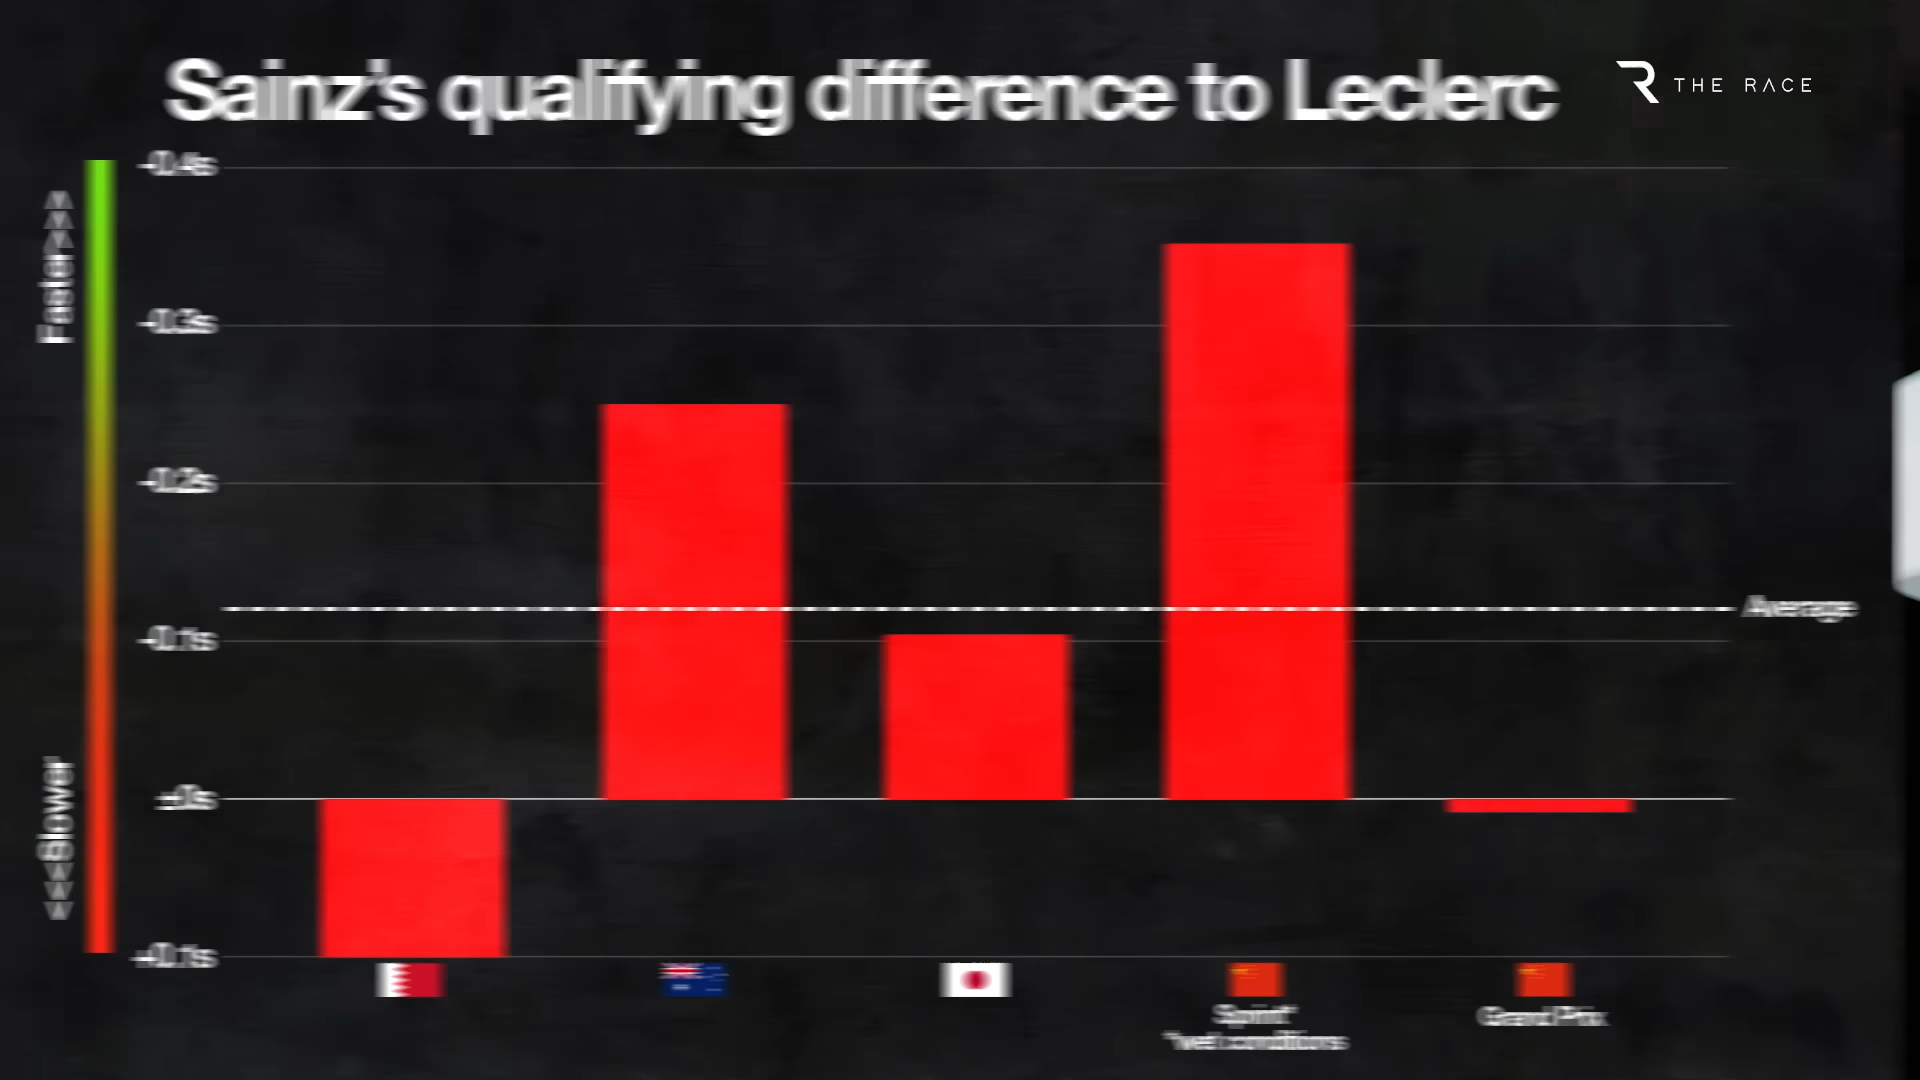 Sainz's qualifying difference to Leclerc
THE RACE
-0.4s
Faster
-0.3s
-0.2s
Average
-0.1s
±0s
Slower
+0.1s
Sprint*
*wet conditions
Grand Prix